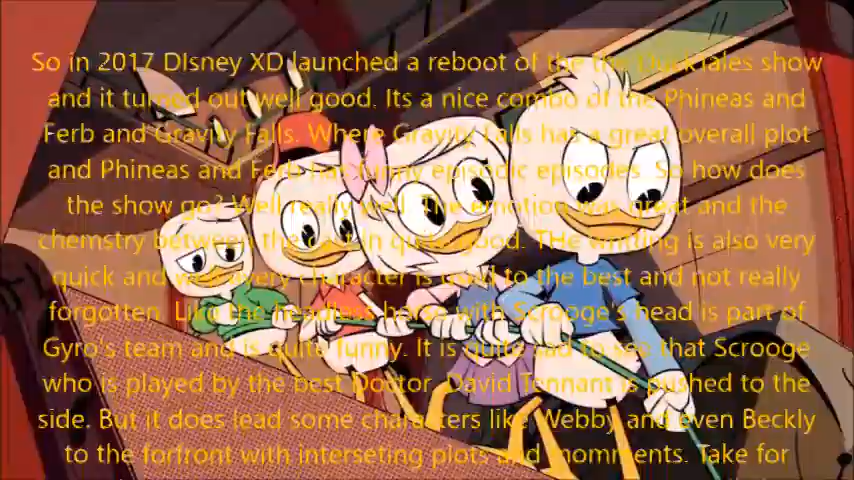 So in 2017 DIsney XD launched a reboot of the the Ducktales show
and it turned out well good. Its a nice combo of the Phineas and
Ferb and Gravity Falls. Where Gravity Falls has a great overall plot
and Phineas and Ferb has funny episodic episodes. So how does
the show go? Well really well. The emotion was great and the
chemstry between the cast in quite good. THe writing is also very
quick and well every character is used to the best and not really
forgotten. Like the headless horse with Scrooge's head is part of
Gyro's team and is quite funny. It is quite sad to see that Scrooge
who is played by the best Doctor, David Tennant is pushed to the
side. But it does lead some characters like Webby and even Beckly
to the forfront with interseting plots and momments. Take for